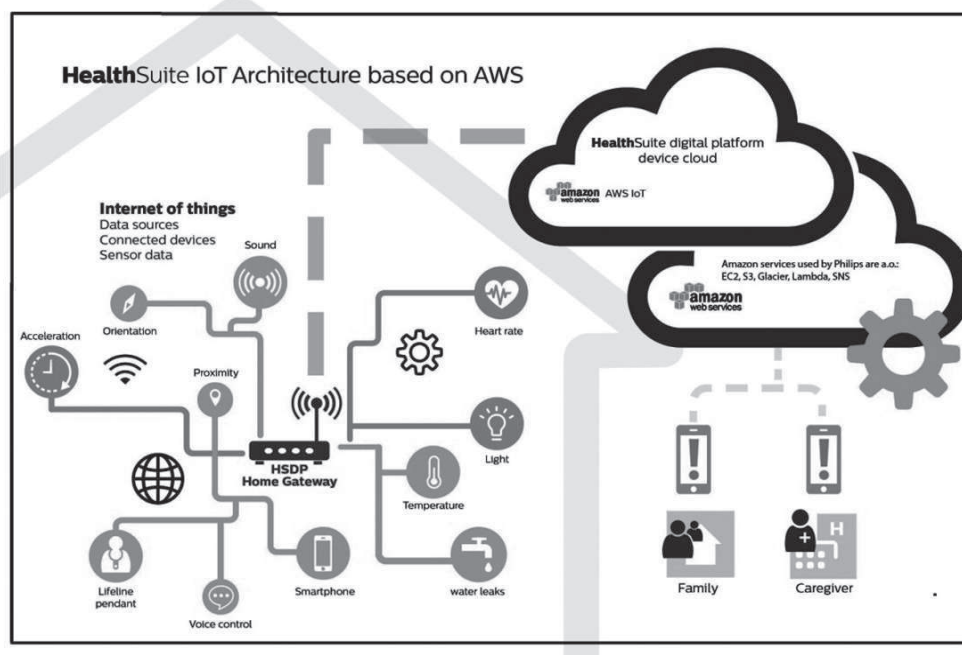 HealthSuite IoT Architecture based on AWS
HealthSuite digital platform
device cloud
amazon
web services
AWS IoT
Amazon services used by Philips are a.o.:
EC2, S3, Glacier, Lambda, SNS
amazon
web services
Internet of things
Data sources
Connected devices
Sensor data
Sound
Orientation
Acceleration
Proximity
Heart rate
Light
HSDP
Home Gateway
Temperature
Lifeline
pendant
Voice control
Smartphone
water leaks
Family
H
Caregiver